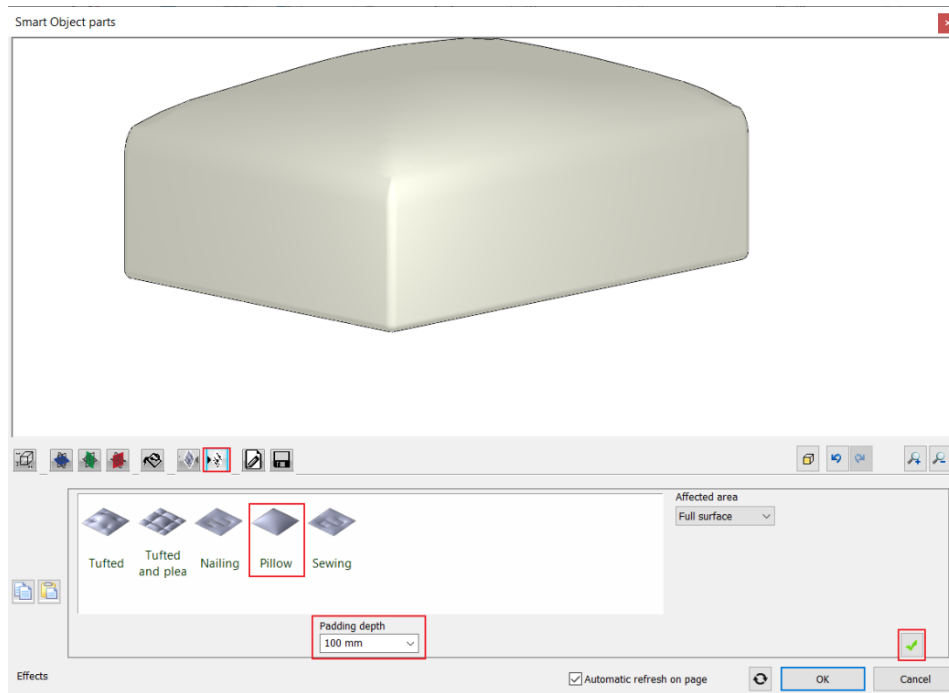 Smart Object parts
Affected area
Full surface
Tufted
Tufted
and plea
Nailing
Pillow
Sewing
Padding depth
100 mm
Effects
Automatic refresh on page
OK
Cancel